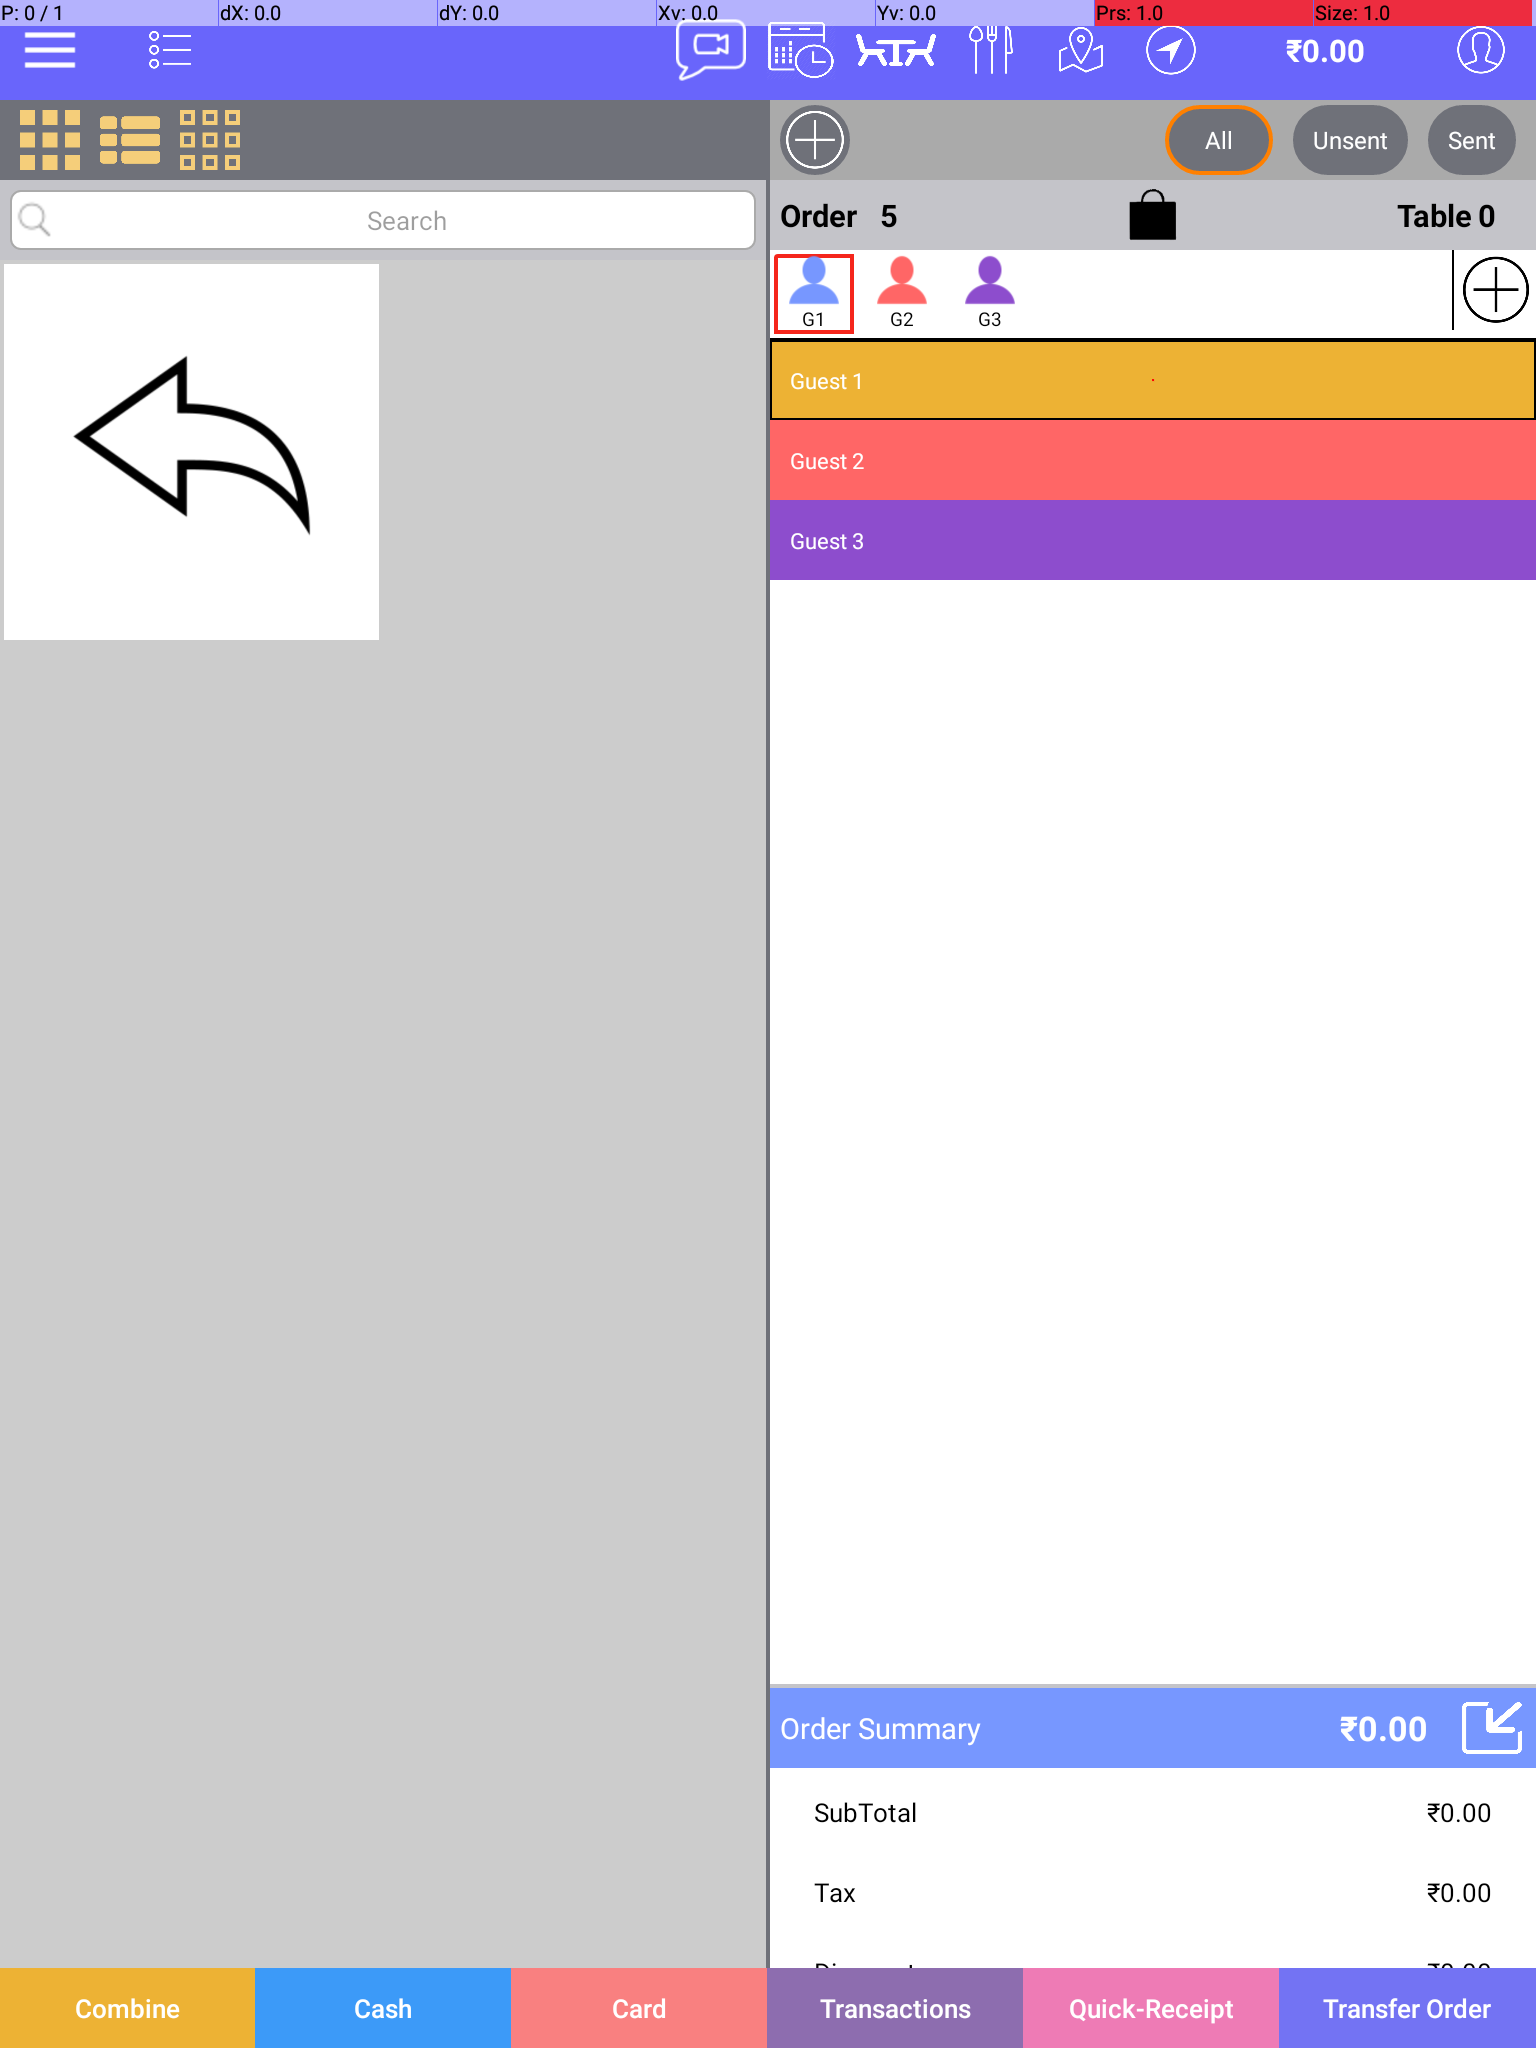 P: 0 / 1 dX: 0.0 dY: 0.0 Xv: 0.0 Yv: 0.0 Prs: 1.0 Size: 1.0
₹0.00
All Unsent Sent
Search
Order 5 Table 0
G1 G2 G3
Guest 1
Guest 2
Guest 3
Order Summary ₹0.00
SubTotal ₹0.00
Tax ₹0.00
Combine Cash Card Transactions Quick-Receipt Transfer Order